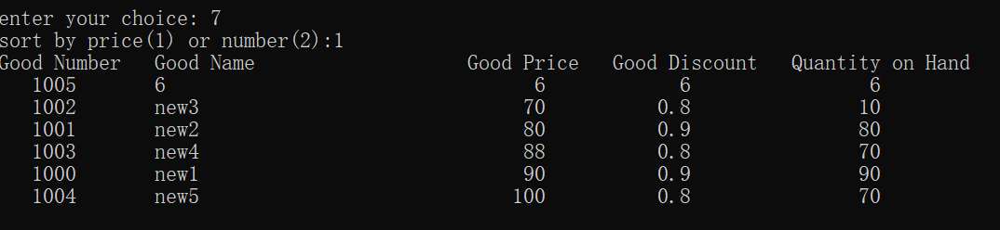 enter your choice: 7
sort by price(1) or number(2):1
Good Number Good Name Good Price Good Discount Quantity on Hand
1005 6 6 6 6
1002 new3 70 0.8 10
1001 new2 80 0.9 80
1003 new4 88 0.8 70
1000 new1 90 0.9 90
1004 new5 100 0.8 70